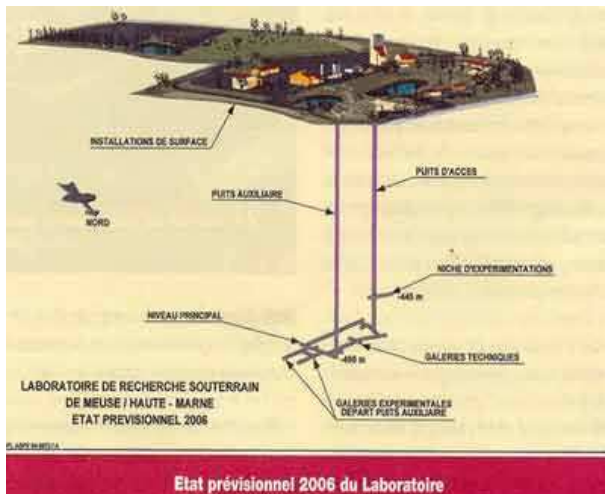 INSTALLATIONS DE SURFACE
PUITS D'ACCES
PUITS AUXILIAIRE
NORD
NICHE D'EXPERIMENTATIONS
-445 m
NIVEAU PRINCIPAL
-490 m
GALERIES TECHNIQUES
LABORATOIRE DE RECHERCHE SOUTERRAIN
DE MEUSE / HAUTE - MARNE
ETAT PREVISIONNEL 2006
GALERIES EXPERIMENTALES
DEPART PUITS AUXILIAIRE
Etat prévisionnel 2006 du Laboratoire